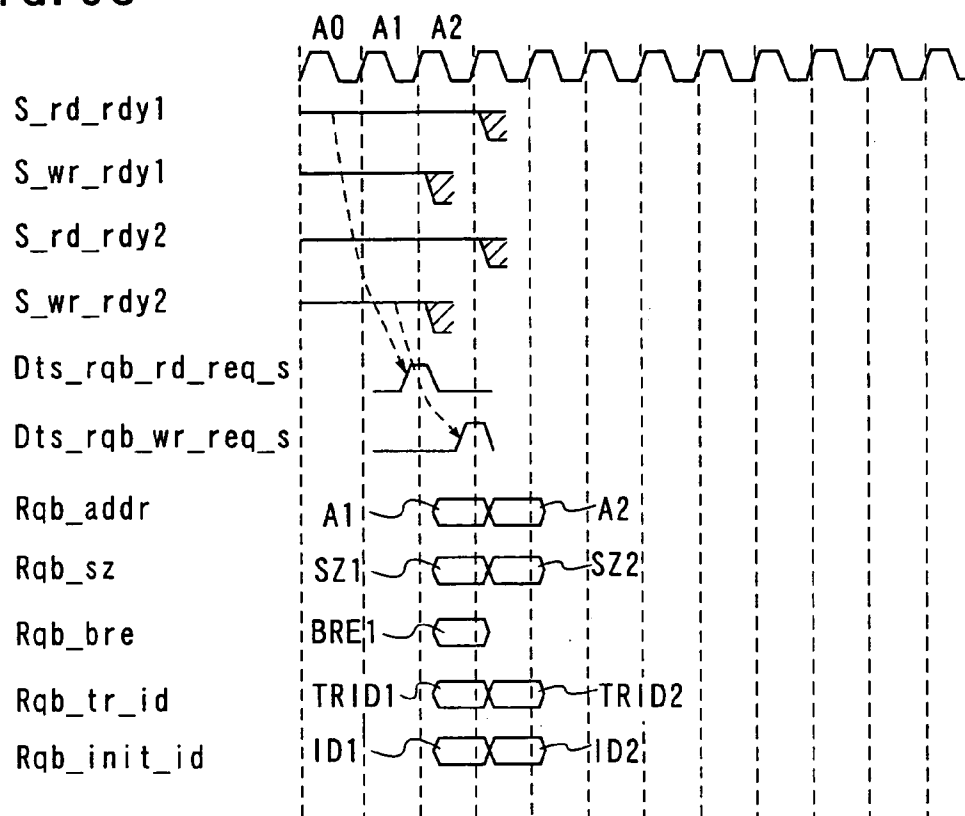 A0 A1 A2
S_rd_rdy1
S_wr_rdy1
S_rd_rdy2
S_wr_rdy2
Dts_rqb_rd_req_s
Dts_rqb_wr_req_s
Rqb_addr A1 A2
Rqb_sz SZ1 SZ2
Rqb_bre BRE1
Rqb_tr_id TRID1 TRID2
Rqb_init_id ID1 ID2